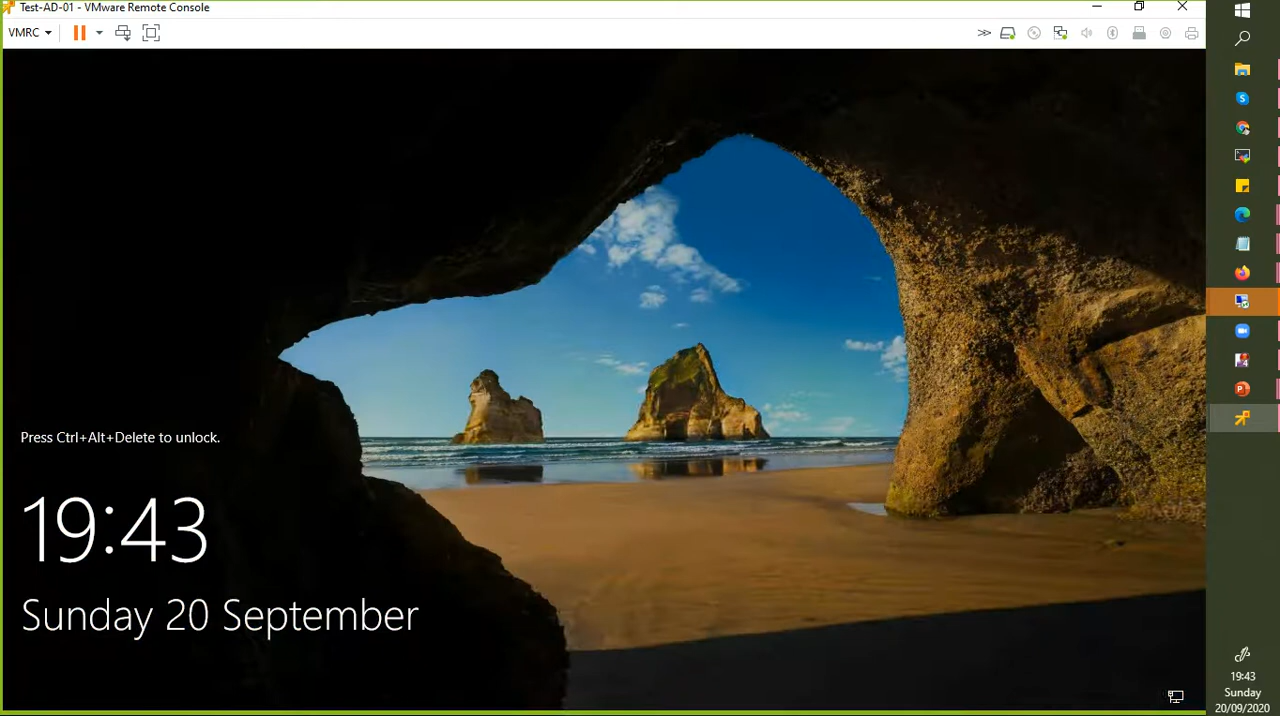 Test-AD-01 - VMware Remote Console
VMRC
Press Ctrl+Alt+Delete to unlock.
19:43
Sunday 20 September
19:43
Sunday
20/09/2020